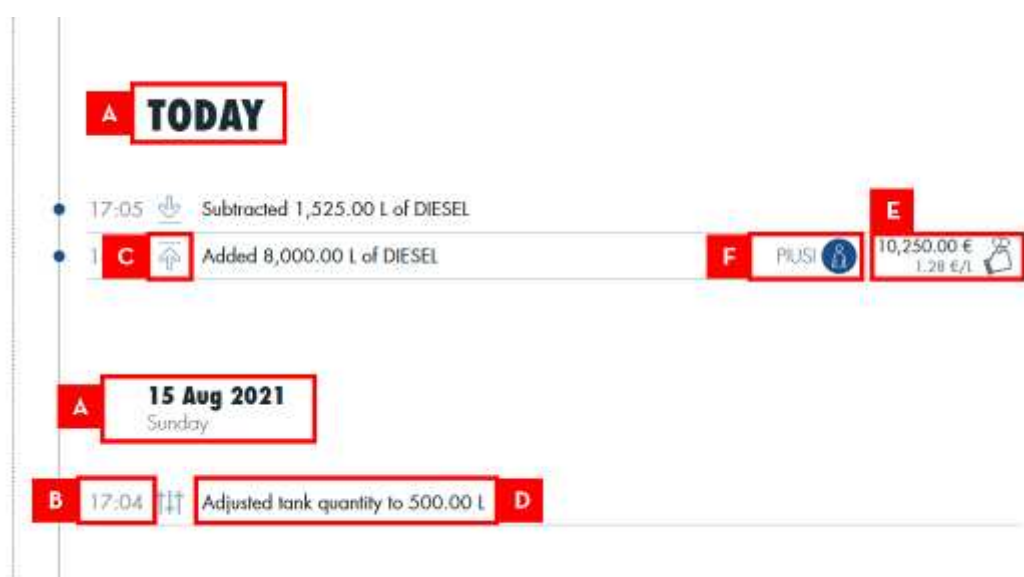 A TODAY
17:05 Subtracted 1,525.00 L of DIESEL
E
1 C Added 8,000.00 L of DIESEL F PIUSI 10,250.00 €
1.28 €/L
A 15 Aug 2021
Sunday
B 17:04 Adjusted tank quantity to 500.00 L D